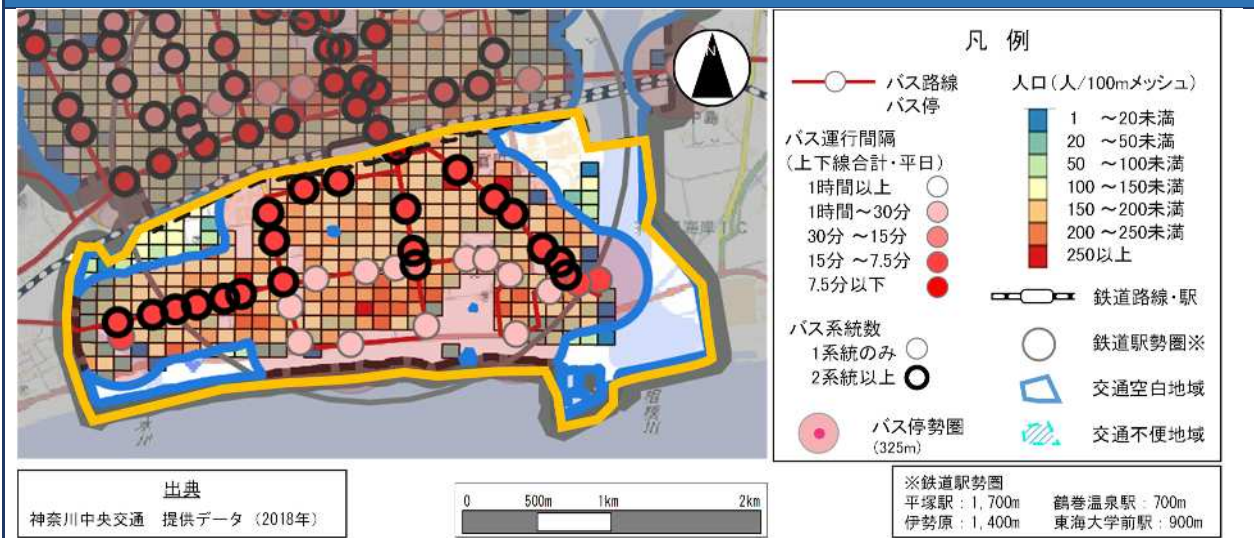 N
凡 例
バス路線
バス停
バス運行間隔
(上下線合計・平日)
1時間以上
1時間～30分
30分～15分
15分～7.5分
7.5分以下
バス系統数
1系統のみ
2系統以上
バス停勢圏
(325m)
人口(人/100mメッシュ)
1 ～20未満
20 ～50未満
50 ～100未満
100 ～150未満
150 ～200未満
200 ～250未満
250以上
鉄道路線・駅
鉄道駅勢圏※
交通空白地域
交通不便地域
相模川
出典
神奈川中央交通 提供データ (2018年)
0 500m 1km 2km
※鉄道駅勢圏
平塚駅：1,700m 鶴巻温泉駅：700m
伊勢原：1,400m 東海大学前駅：900m